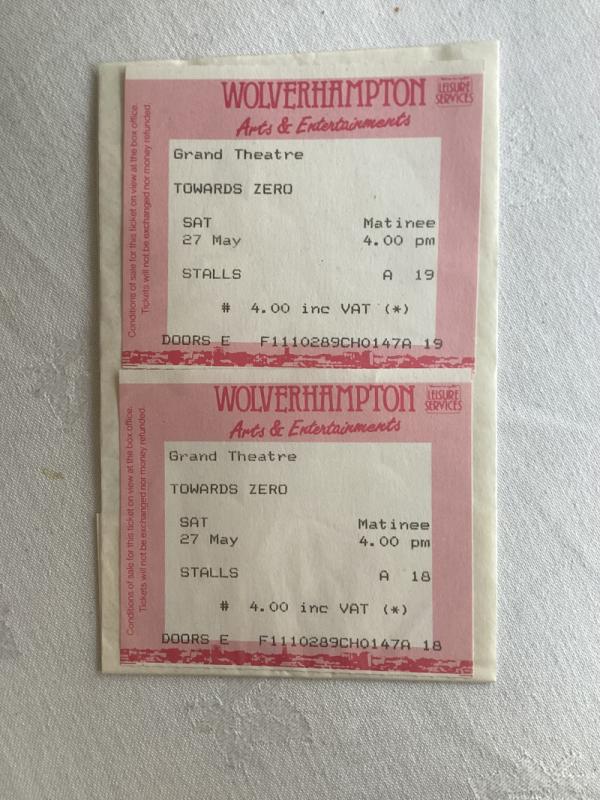 WOLVERHAMPTON
LEISURE
SERVICES
Arts & Entertainments
Conditions of sale for this ticket on view at the box office.
Tickets will not be exchanged nor money refunded.
Grand Theatre
TOWARDS ZERO
SAT Matinee
27 May 4.00 pm
STALLS A 19
# 4.00 inc VAT (*)
DOORS E F1110289CH0147A 19
WOLVERHAMPTON
LEISURE
SERVICES
Arts & Entertainments
Conditions of sale for this ticket on view at the box office.
Tickets will not be exchanged nor money refunded.
Grand Theatre
TOWARDS ZERO
SAT Matinee
27 May 4.00 pm
STALLS A 18
# 4.00 inc VAT (*)
DOORS E F1110289CH0147A 18